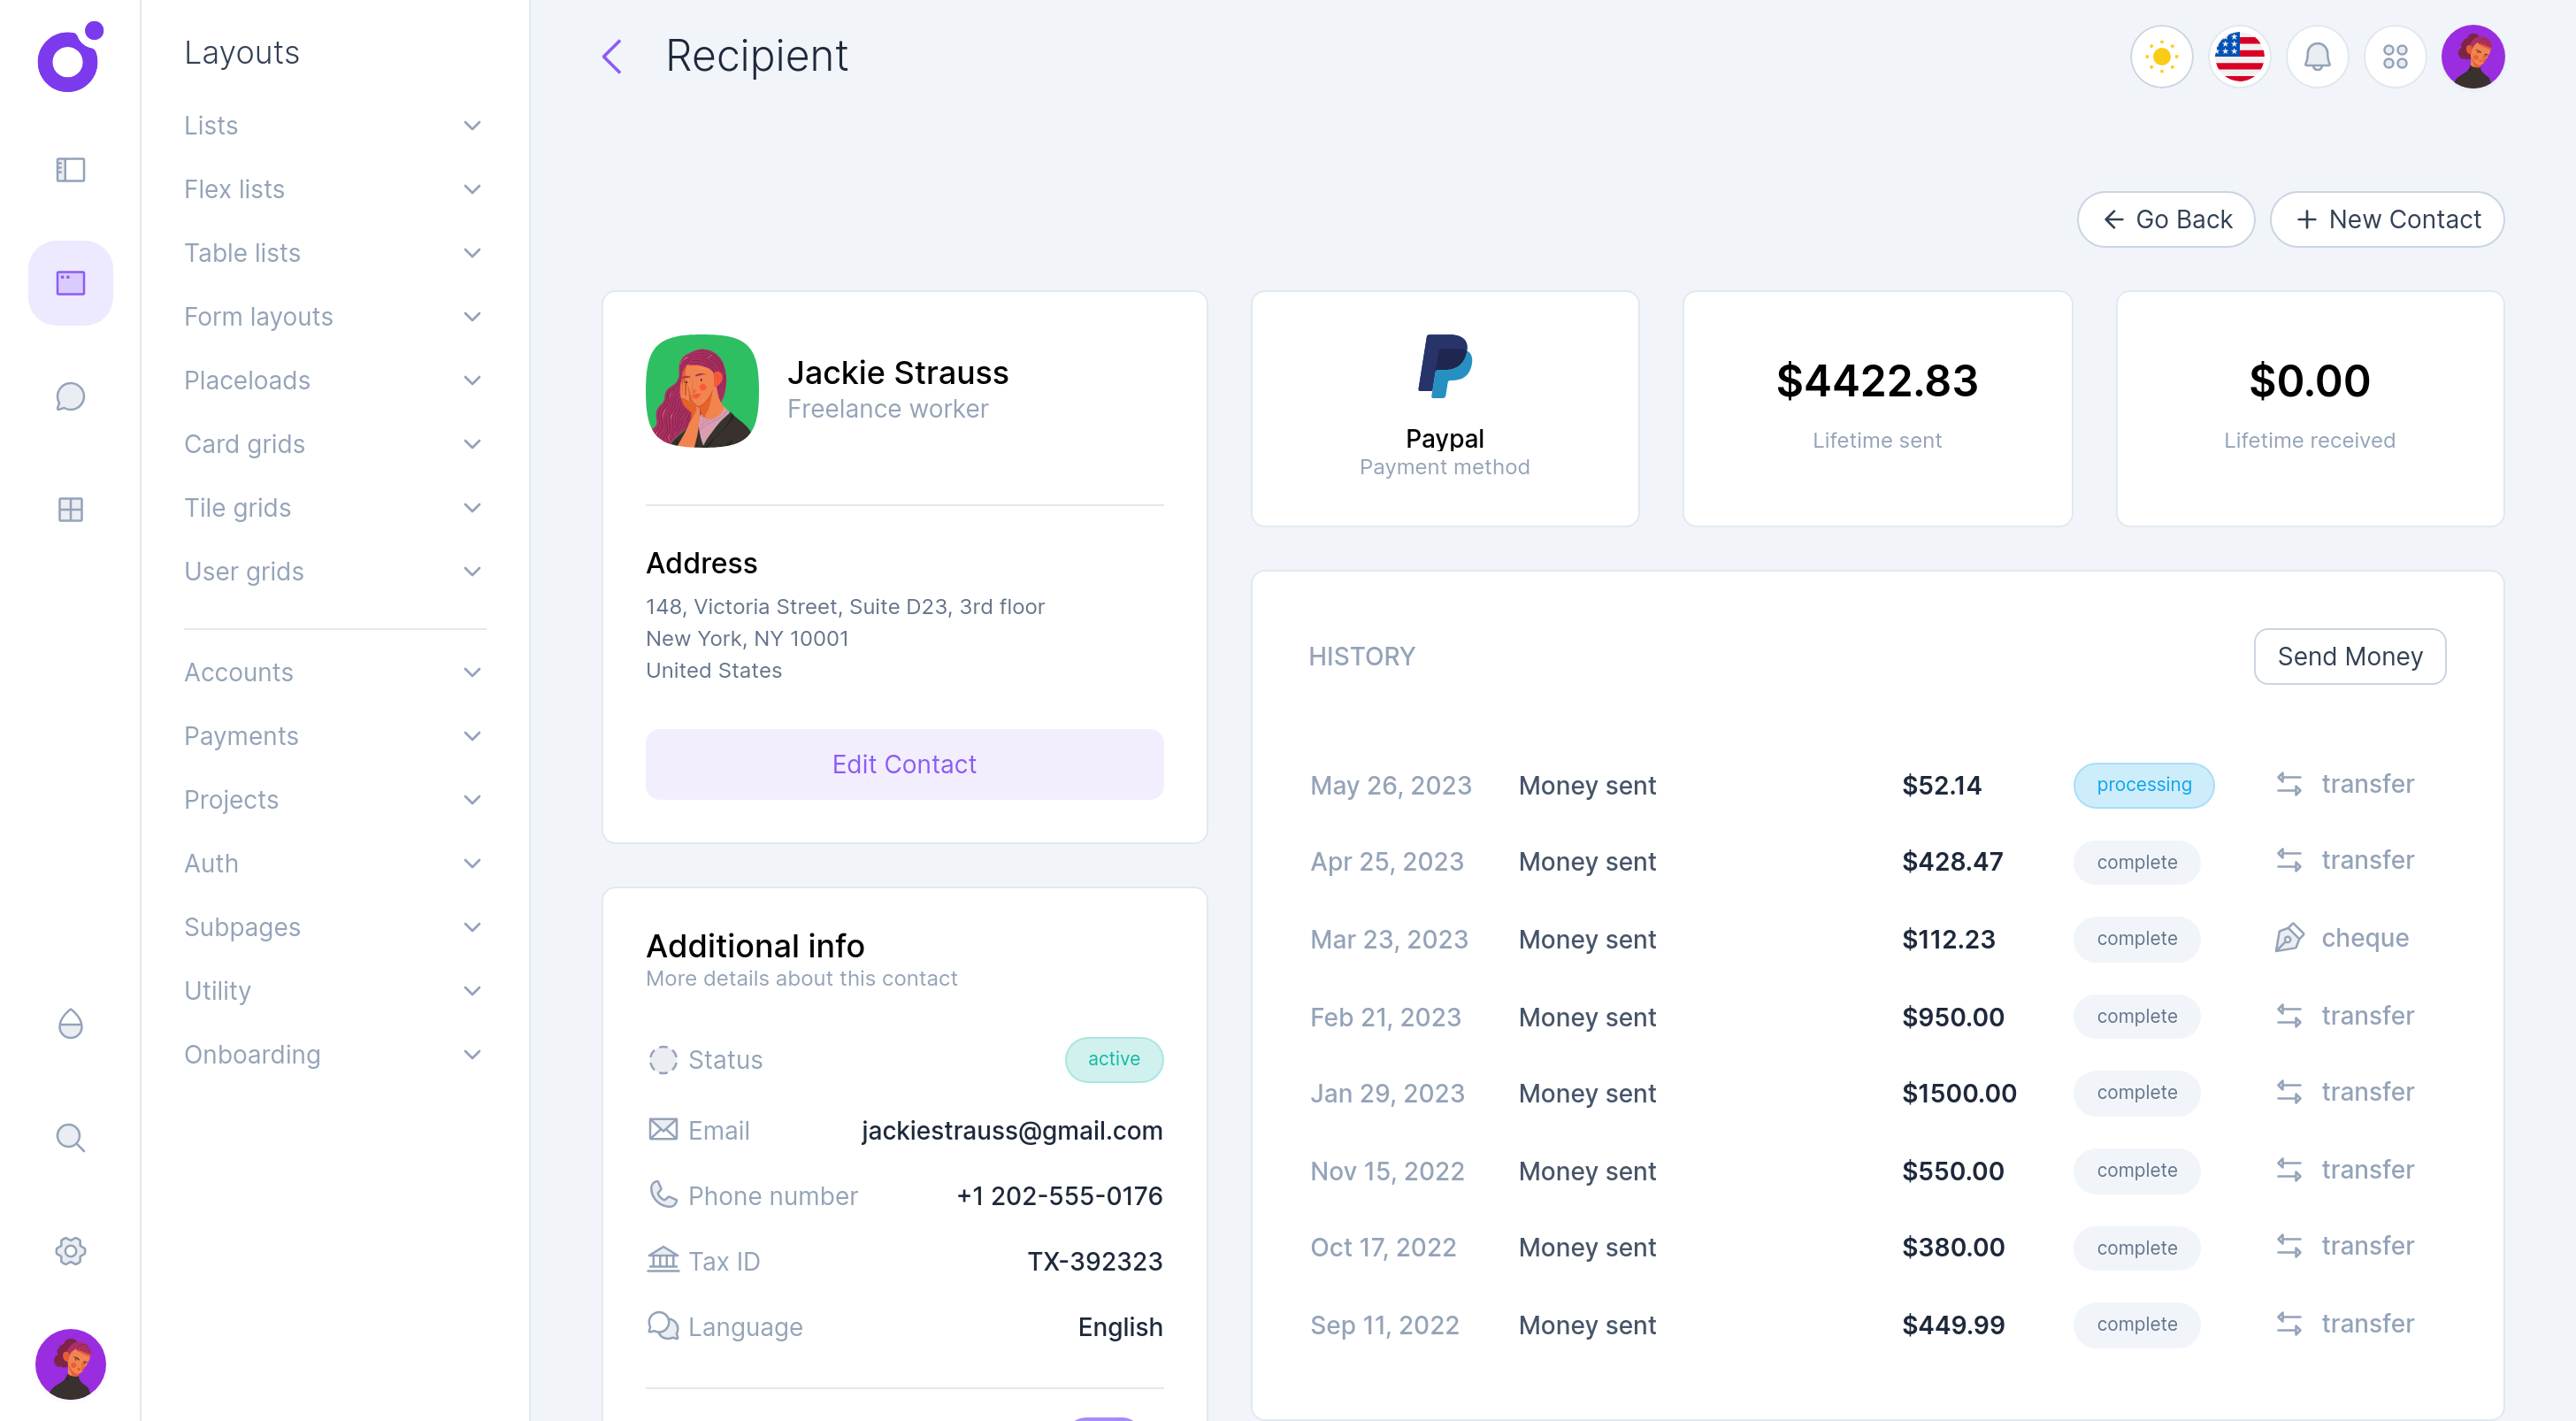 Layouts
Lists
Flex lists
Table lists
Form layouts
Placeloads
Card grids
Tile grids
User grids
Accounts
Payments
Projects
Auth
Subpages
Utility
Onboarding
Recipient
Go Back
New Contact
Jackie Strauss
Freelance worker
Address
148, Victoria Street, Suite D23, 3rd floor
New York, NY 10001
United States
Edit Contact
Additional info
More details about this contact
Status active
Email jackiestrauss@gmail.com
Phone number +1 202-555-0176
Tax ID TX-392323
Language English
Paypal
Payment method
$4422.83
Lifetime sent
$0.00
Lifetime received
HISTORY
Send Money
May 26, 2023 Money sent $52.14 processing transfer
Apr 25, 2023 Money sent $428.47 complete transfer
Mar 23, 2023 Money sent $112.23 complete cheque
Feb 21, 2023 Money sent $950.00 complete transfer
Jan 29, 2023 Money sent $1500.00 complete transfer
Nov 15, 2022 Money sent $550.00 complete transfer
Oct 17, 2022 Money sent $380.00 complete transfer
Sep 11, 2022 Money sent $449.99 complete transfer